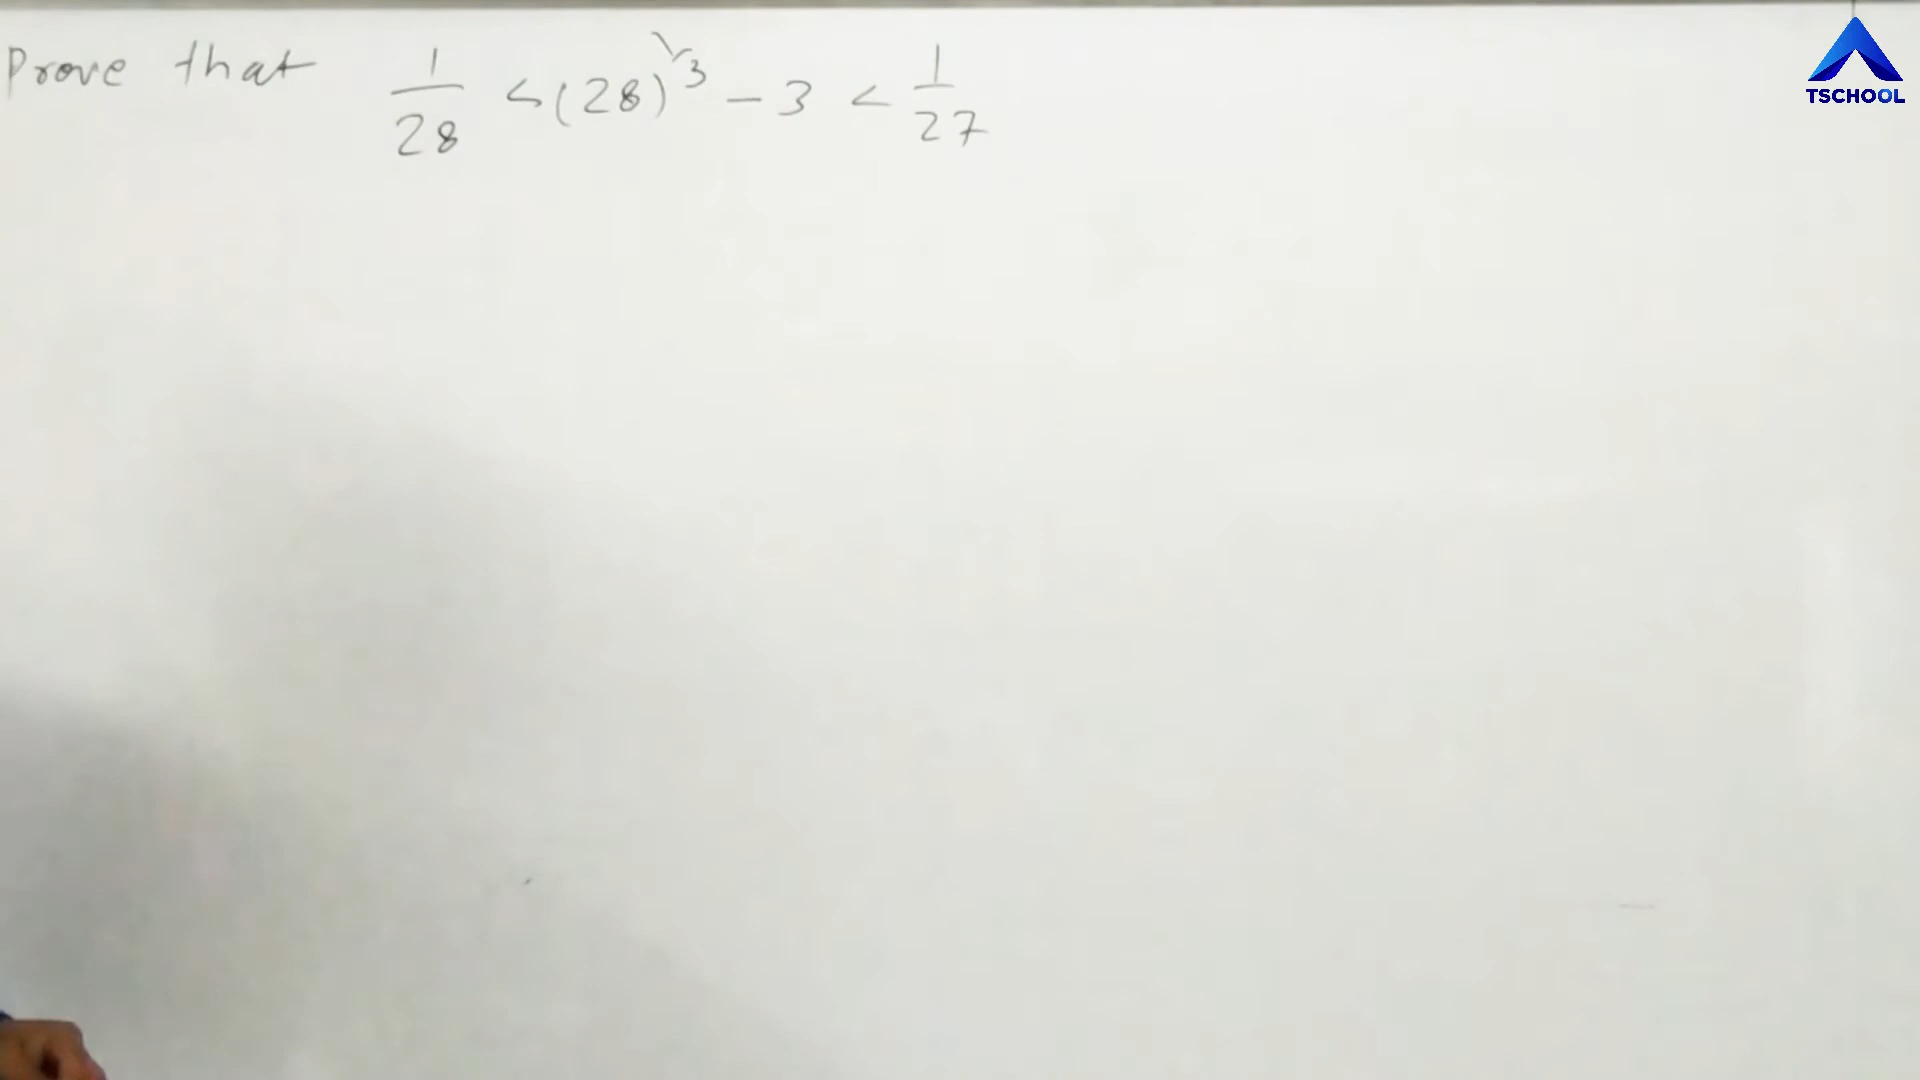 Prove that 1/28 < (28)^1/3 - 3 < 1/27
TSCHOOL